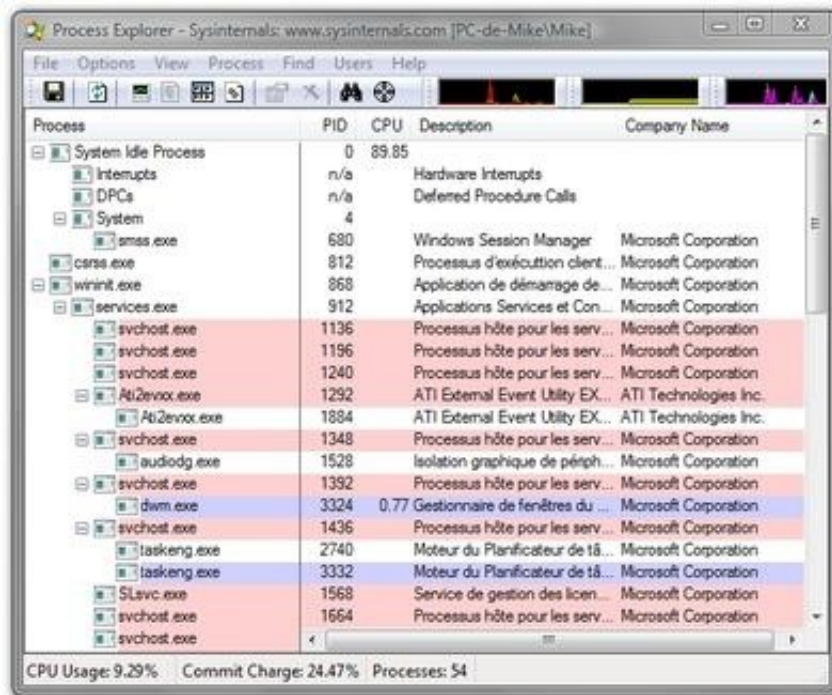 Process Explorer - Sysinternals: www.sysinternals.com [PC-de-Mike\Mike]
File Options View Process Find Users Help
Process PID CPU Description Company Name
System Idle Process 0 89.85
Interrupts n/a Hardware Interrupts
DPCs n/a Deferred Procedure Calls
System 4
smss.exe 680 Windows Session Manager Microsoft Corporation
csrss.exe 812 Processus d'exécuttion client... Microsoft Corporation
wininit.exe 868 Application de démarrage de... Microsoft Corporation
services.exe 912 Applications Services et Con... Microsoft Corporation
svchost.exe 1136 Processus hôte pour les serv... Microsoft Corporation
svchost.exe 1196 Processus hôte pour les serv... Microsoft Corporation
svchost.exe 1240 Processus hôte pour les serv... Microsoft Corporation
Ati2evxx.exe 1292 ATI External Event Utility EX... ATI Technologies Inc.
Ati2evxx.exe 1884 ATI External Event Utility EX... ATI Technologies Inc.
svchost.exe 1348 Processus hôte pour les serv... Microsoft Corporation
audiodg.exe 1528 Isolation graphique de périph... Microsoft Corporation
svchost.exe 1392 Processus hôte pour les serv... Microsoft Corporation
dwm.exe 3324 0.77 Gestionnaire de fenêtres du ... Microsoft Corporation
svchost.exe 1436 Processus hôte pour les serv... Microsoft Corporation
taskeng.exe 2740 Moteur du Planificateur de tâ... Microsoft Corporation
taskeng.exe 3332 Moteur du Planificateur de tâ... Microsoft Corporation
SLsvc.exe 1568 Service de gestion des licen... Microsoft Corporation
svchost.exe 1664 Processus hôte pour les serv... Microsoft Corporation
svchost.exe
CPU Usage: 9.29% Commit Charge: 24.47% Processes: 54